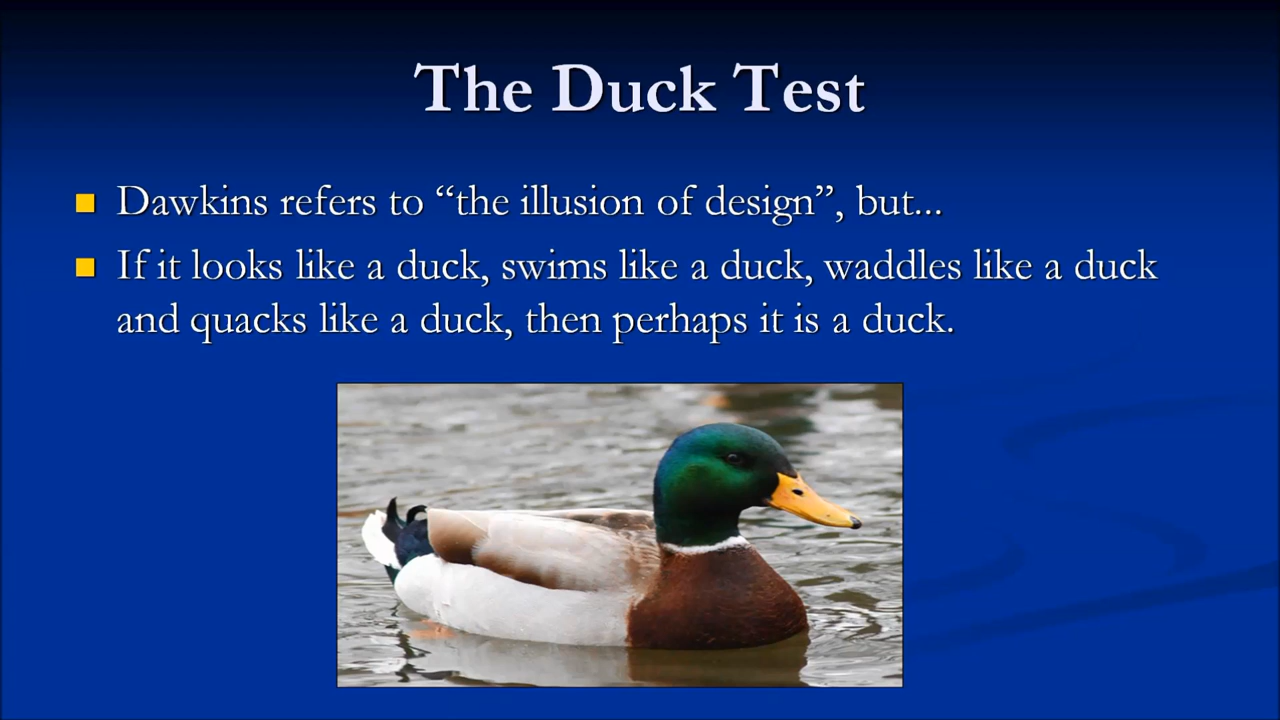 The Duck Test
Dawkins refers to “the illusion of design”, but...
If it looks like a duck, swims like a duck, waddles like a duck
and quacks like a duck, then perhaps it is a duck.